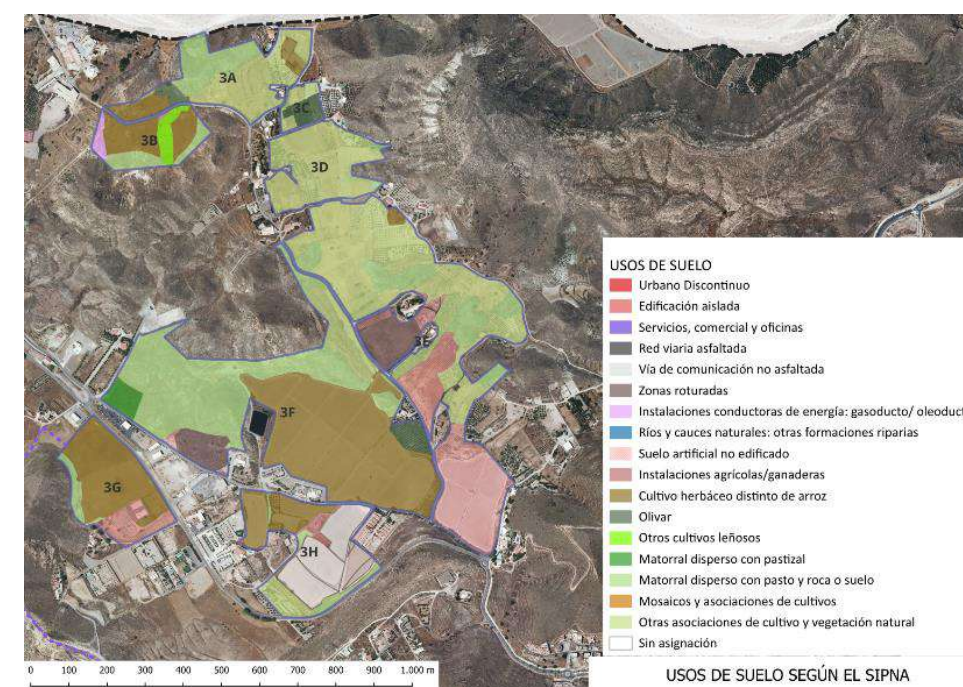 3A
3B
3C
3D
3E
3F
3G
3H
USOS DE SUELO
Urbano Discontinuo
Edificación aislada
Servicios, comercial y oficinas
Red viaria asfaltada
Vía de comunicación no asfaltada
Zonas roturadas
Instalaciones conductoras de energía: gasoducto/ oleoduct
Ríos y cauces naturales: otras formaciones riparias
Suelo artificial no edificado
Instalaciones agrícolas/ganaderas
Cultivo herbáceo distinto de arroz
Olivar
Otros cultivos leñosos
Matorral disperso con pastizal
Matorral disperso con pasto y roca o suelo
Mosaicos y asociaciones de cultivos
Otras asociaciones de cultivo y vegetación natural
Sin asignación
0 100 200 300 400 500 600 700 800 900 1.000 m
USOS DE SUELO SEGÚN EL SIPNA